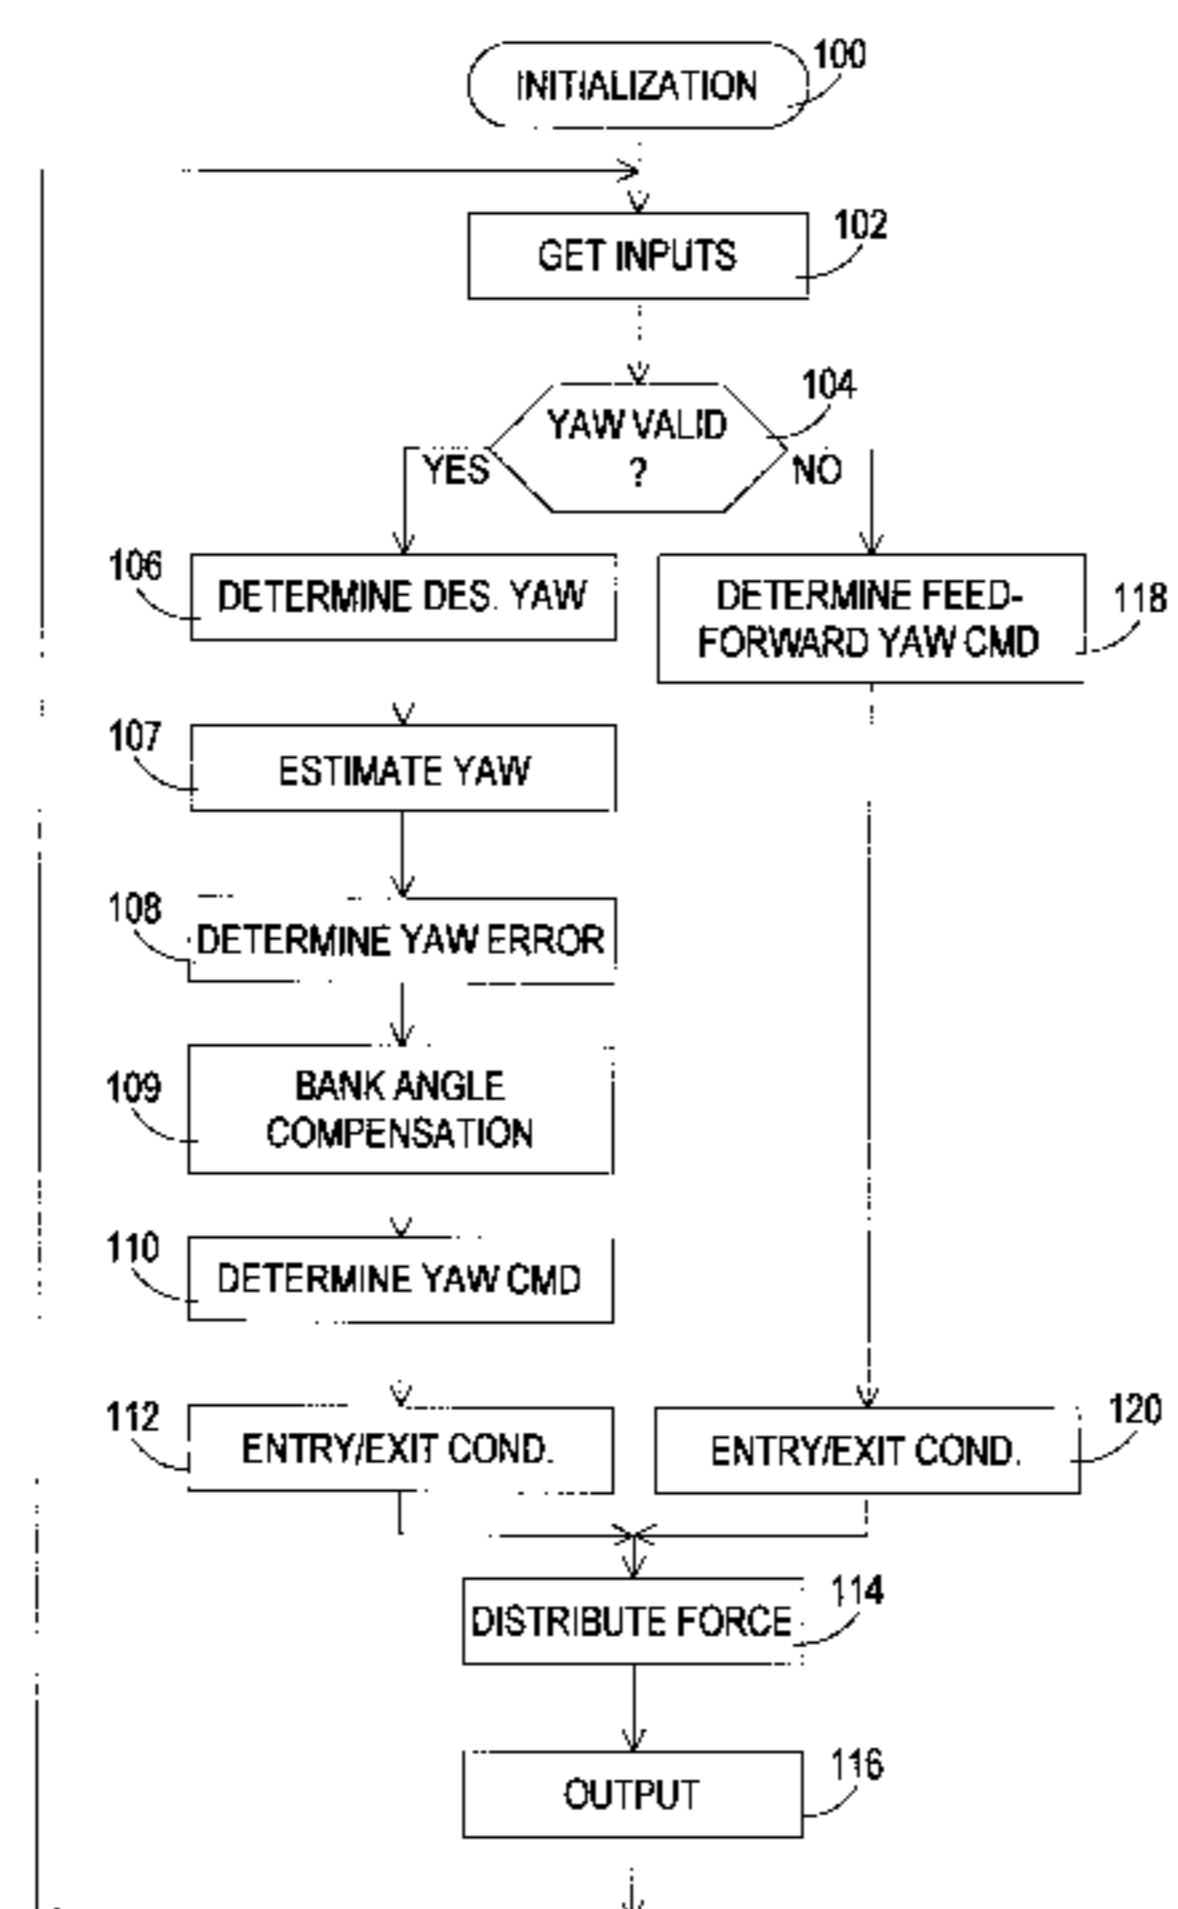 INITIALIZATION
100
GET INPUTS
102
YAW VALID
?
104
YES
NO
106
DETERMINE DES. YAW
DETERMINE FEED-
FORWARD YAW CMD
118
107
ESTIMATE YAW
108
DETERMINE YAW ERROR
109
BANK ANGLE
COMPENSATION
110
DETERMINE YAW CMD
112
ENTRY/EXIT COND.
ENTRY/EXIT COND.
120
DISTRIBUTE FORCE
114
OUTPUT
116